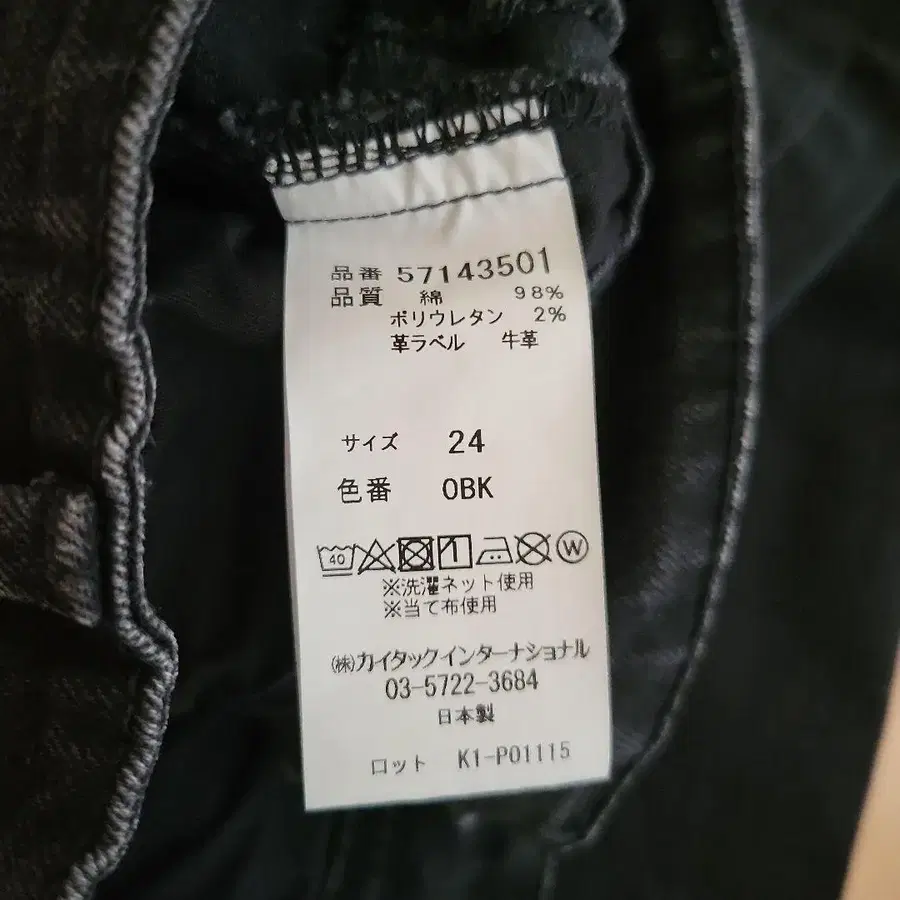 品番 57143501
品質 綿 98%
ポリウレタン 2%
革ラベル 牛革
サイズ 24
色番 0BK
40 W
※洗濯ネット使用
※当て布使用
㈱カイタックインターナショナル
03-5722-3684
日本製
ロット K1-P01115